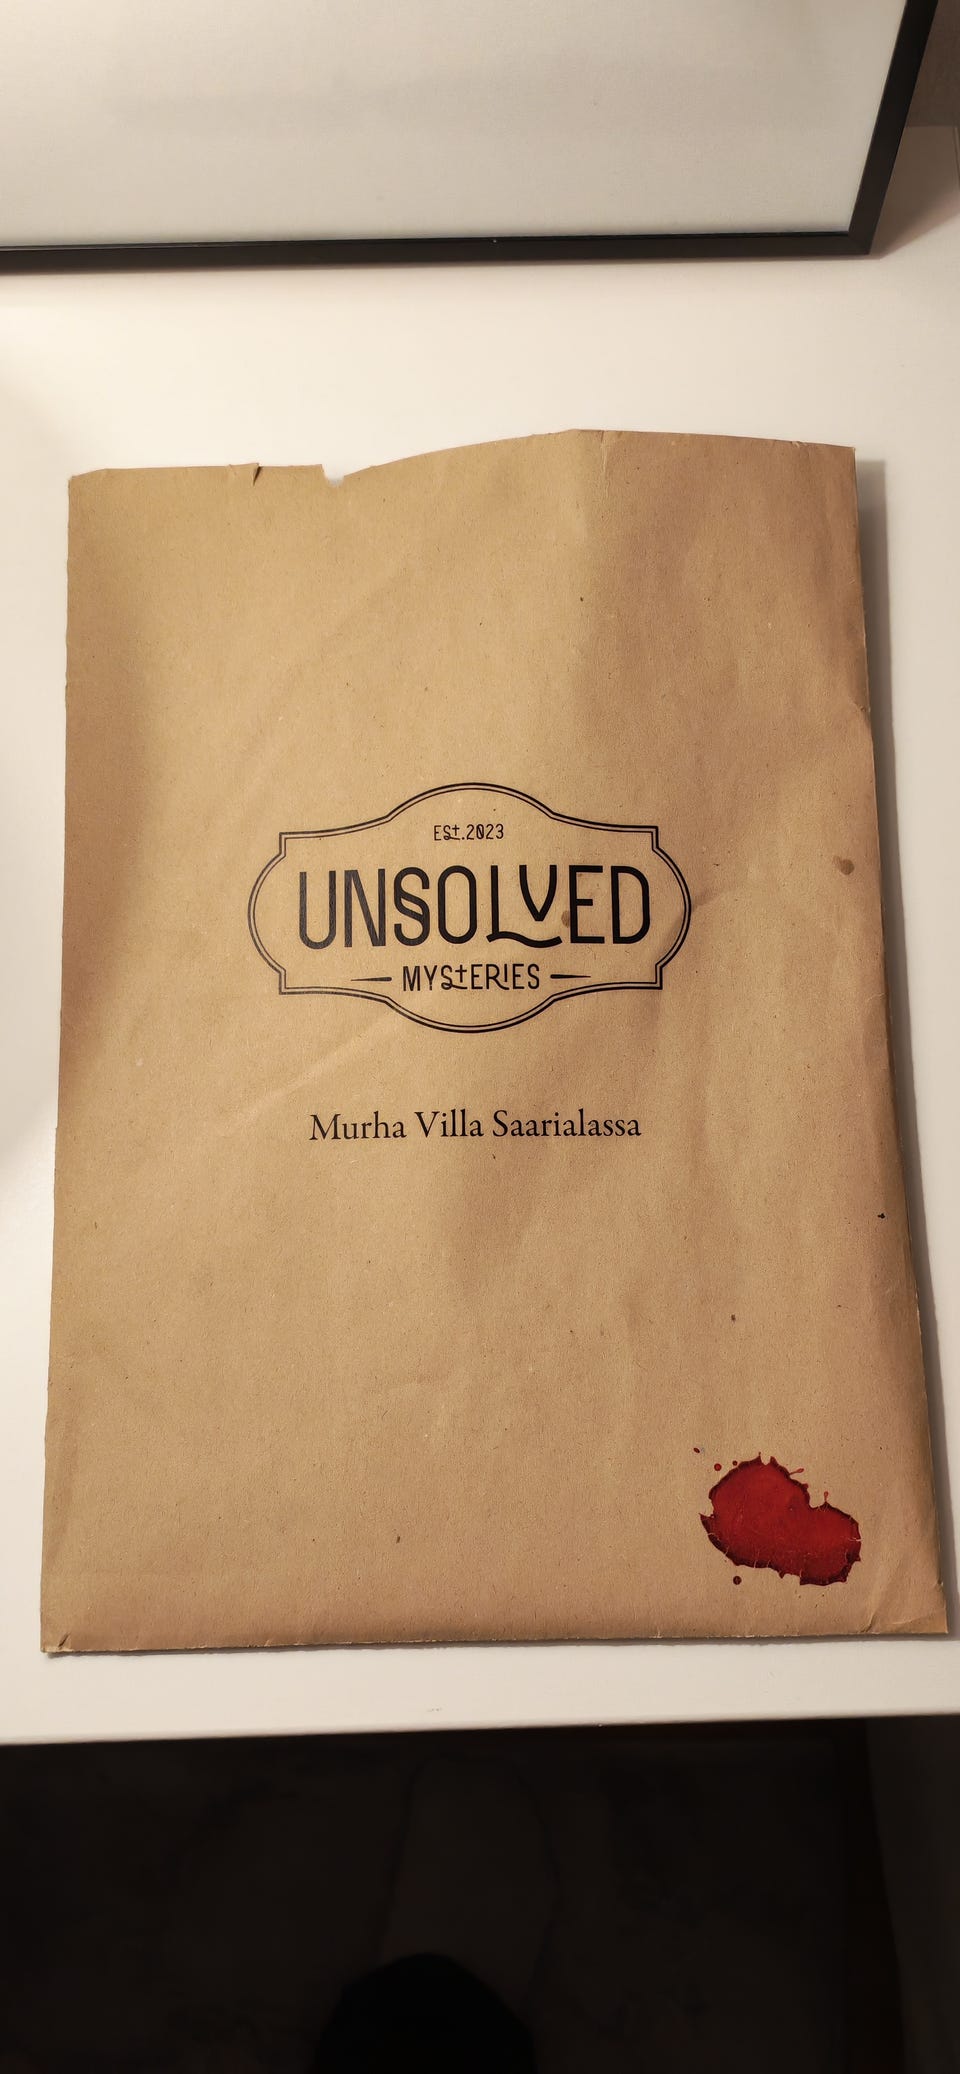 Est.2023
UNSOLVED
MYSTERIES
Murha Villa Saarialassa